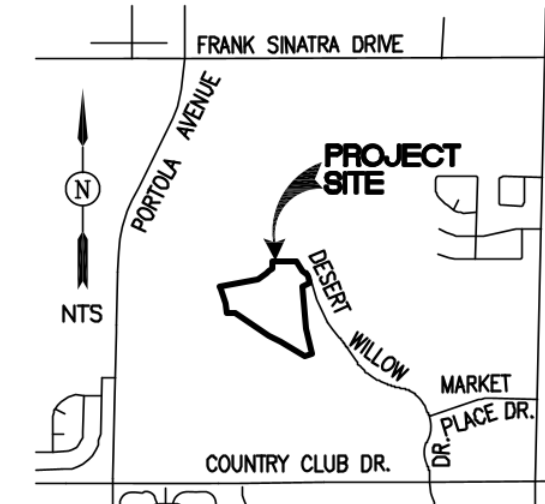 FRANK SINATRA DRIVE
PORTOLA AVENUE
PROJECT
SITE
N
NTS
DESERT
WILLOW
DR.
MARKET
PLACE DR.
COUNTRY CLUB DR.